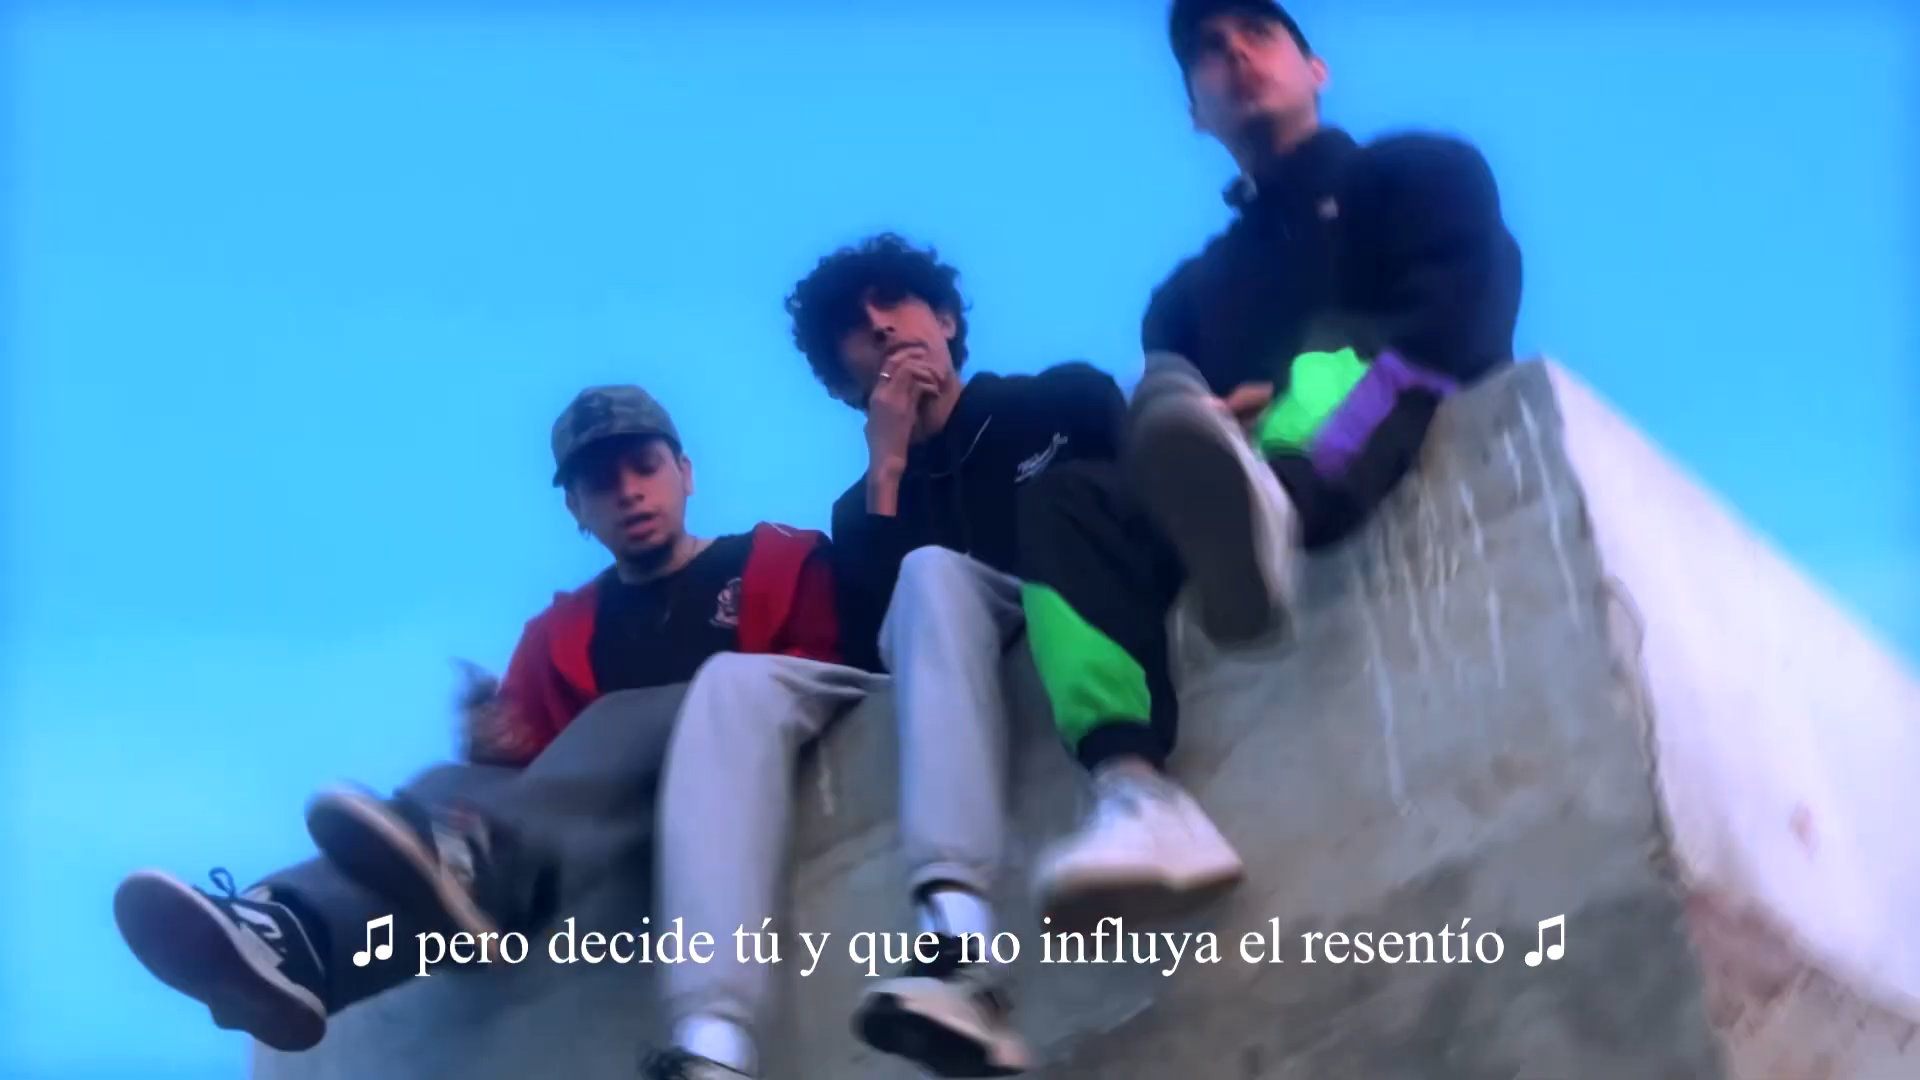 ♫ pero decide tú y que no influya el resentío ♫